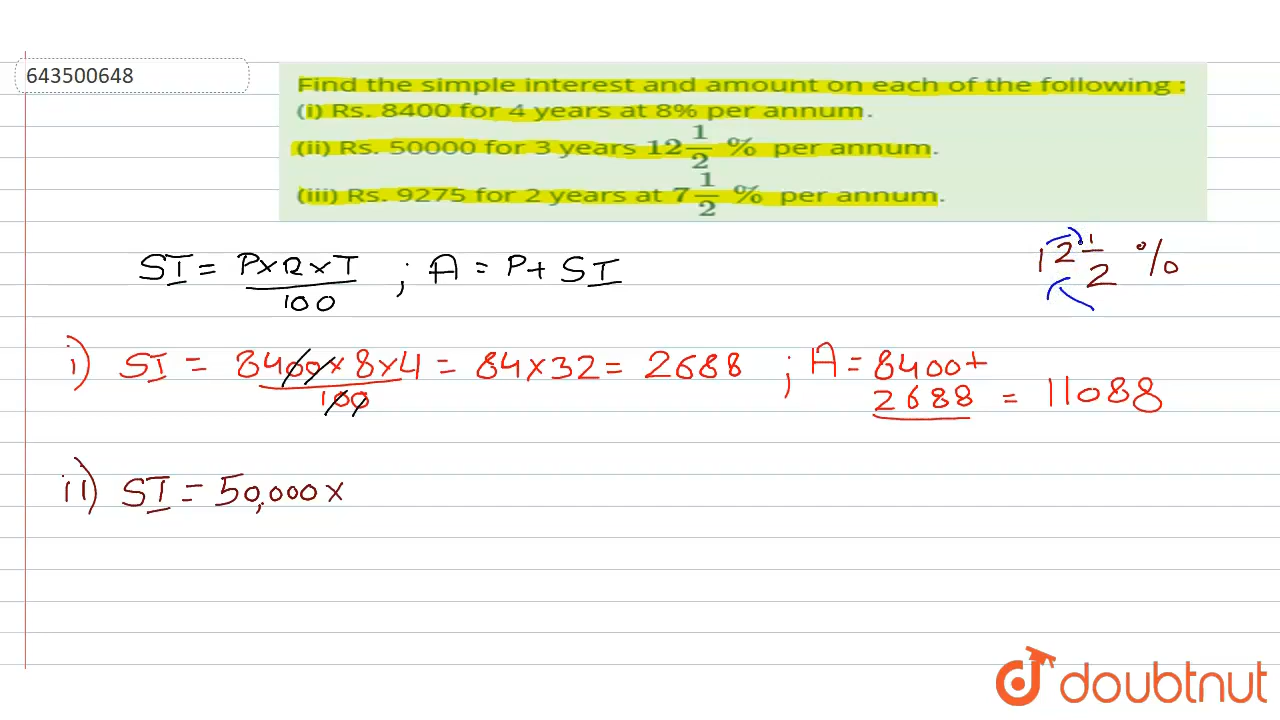 643500648
Find the simple interest and amount on each of the following :
(i) Rs. 8400 for 4 years at 8% per annum.
(ii) Rs. 50000 for 3 years 12 1/2 % per annum.
(iii) Rs. 9275 for 2 years at 7 1/2 % per annum.
12 1/2 %
SI = P×R×T/100 ; A = P+ SI
i) SI = 8400×8×4/100 = 84×32 = 2688 ; A = 8400+
2688 = 11088
ii) SI = 50,000×
doubtnut